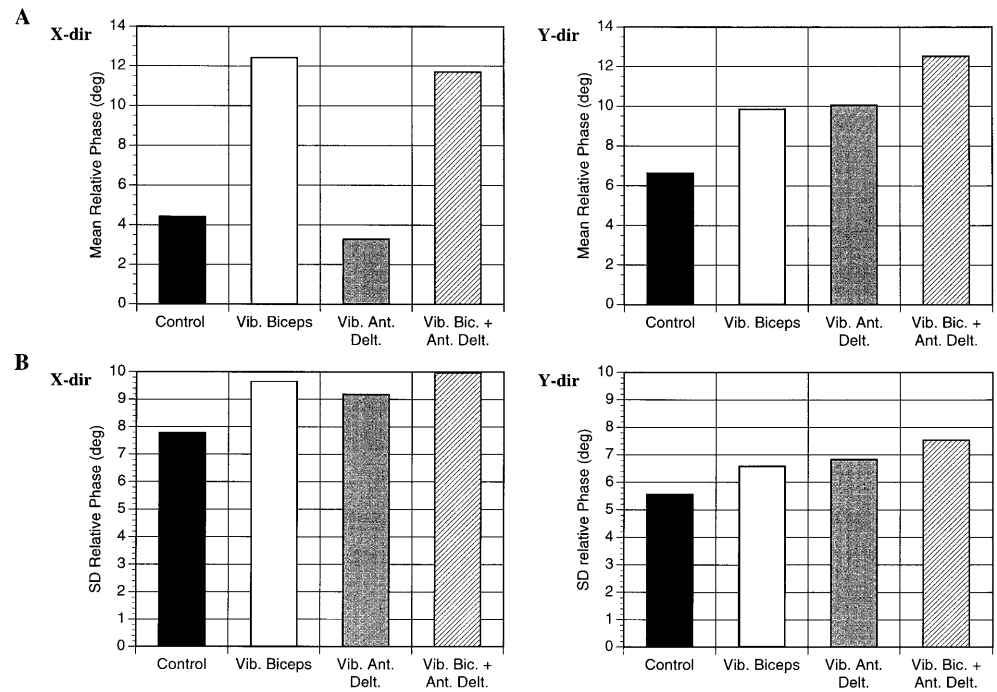 A
X-dir
Mean Relative Phase (deg)
14
12
10
8
6
4
2
0
Control
Vib. Biceps
Vib. Ant.
Delt.
Vib. Bic. +
Ant. Delt.
Y-dir
Mean Relative Phase (deg)
14
12
10
8
6
4
2
0
Control
Vib. Biceps
Vib. Ant.
Delt.
Vib. Bic. +
Ant. Delt.
B
X-dir
SD Relative Phase (deg)
10
9
8
7
6
5
4
3
2
1
0
Control
Vib. Biceps
Vib. Ant.
Delt.
Vib. Bic. +
Ant. Delt.
Y-dir
SD relative Phase (deg)
10
9
8
7
6
5
4
3
2
1
0
Control
Vib. Biceps
Vib. Ant.
Delt.
Vib. Bic. +
Ant. Delt.